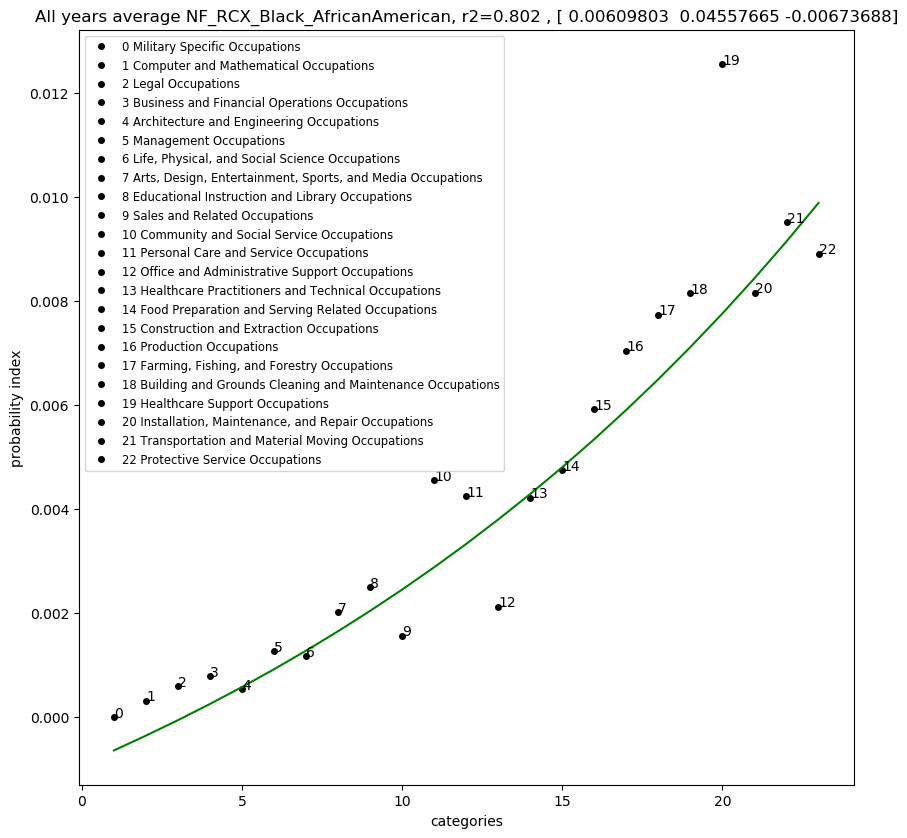 All years average NF_RCX_Black_AfricanAmerican, r2=0.802 , [ 0.00609803  0.04557665 -0.00673688]
0 Military Specific Occupations
1 Computer and Mathematical Occupations
2 Legal Occupations
3 Business and Financial Operations Occupations
4 Architecture and Engineering Occupations
5 Management Occupations
6 Life, Physical, and Social Science Occupations
7 Arts, Design, Entertainment, Sports, and Media Occupations
8 Educational Instruction and Library Occupations
9 Sales and Related Occupations
10 Community and Social Service Occupations
11 Personal Care and Service Occupations
12 Office and Administrative Support Occupations
13 Healthcare Practitioners and Technical Occupations
14 Food Preparation and Serving Related Occupations
15 Construction and Extraction Occupations
16 Production Occupations
17 Farming, Fishing, and Forestry Occupations
18 Building and Grounds Cleaning and Maintenance Occupations
19 Healthcare Support Occupations
20 Installation, Maintenance, and Repair Occupations
21 Transportation and Material Moving Occupations
22 Protective Service Occupations
probability index
0.012
0.010
0.008
0.006
0.004
0.002
0.000
0
1
2
3
4
5
6
7
8
9
10
11
12
13
14
15
16
17
18
19
20
21
22
0
5
10
15
20
categories